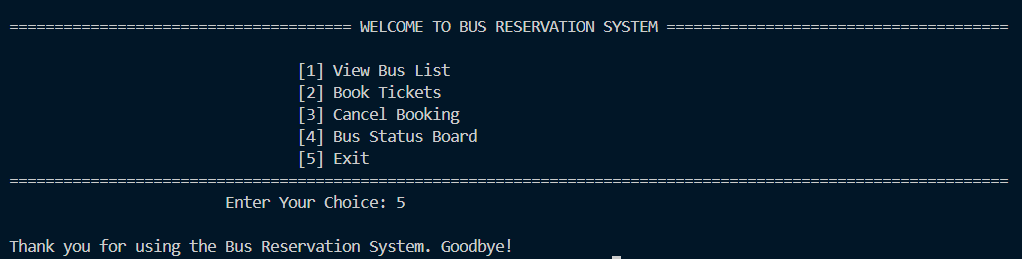 ====================================== WELCOME TO BUS RESERVATION SYSTEM ======================================
[1] View Bus List
[2] Book Tickets
[3] Cancel Booking
[4] Bus Status Board
[5] Exit
===============================================================================================================
Enter Your Choice: 5
Thank you for using the Bus Reservation System. Goodbye!